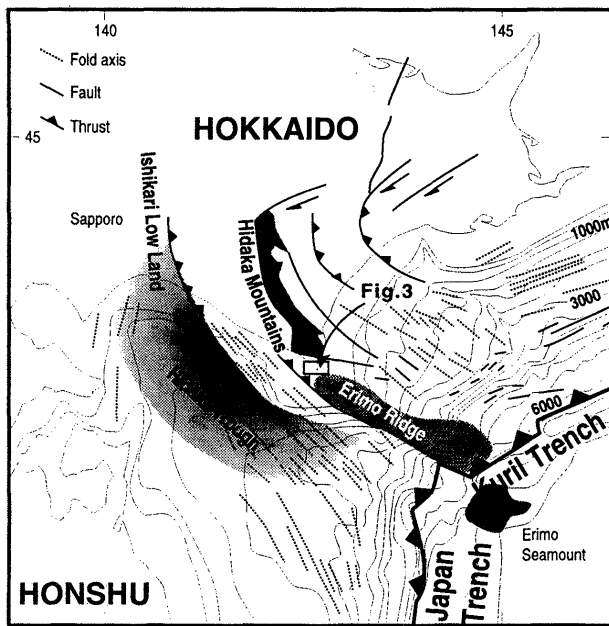 140
145
Fold axis
Fault
Thrust
HOKKAIDO
45
Ishikari Low Land
Sapporo
Hidaka Mountains
1000m
Fig.3
3000
Erimo Ridge
6000
Kuril Trench
Erimo
Seamount
Japan
Trench
HONSHU